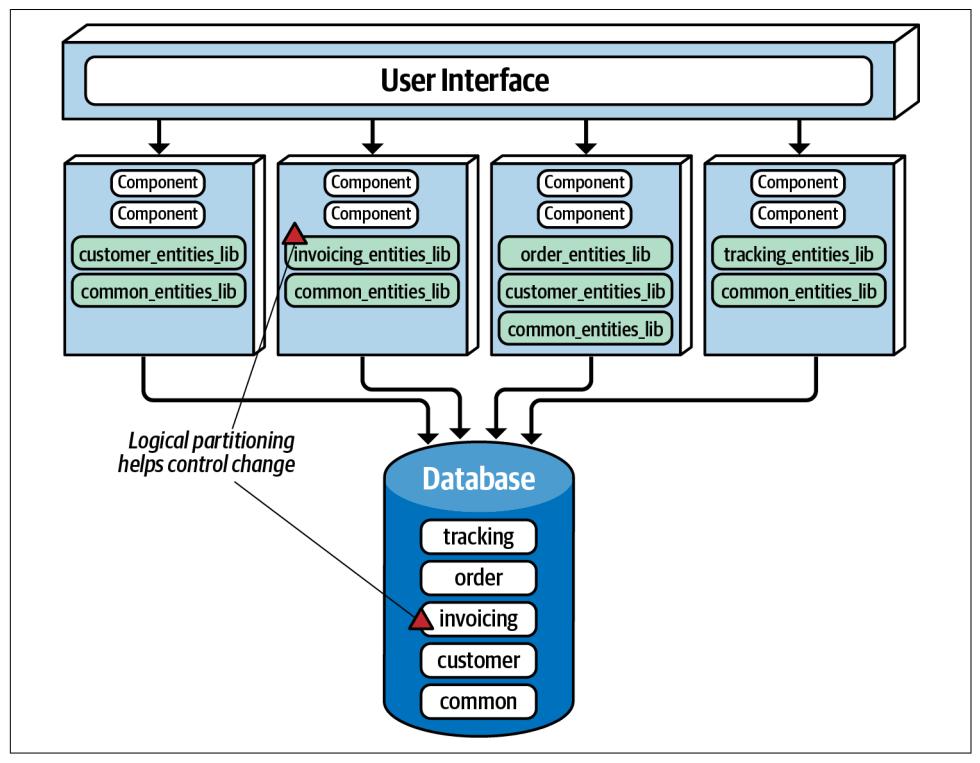 User Interface
Component
Component
customer_entities_lib
common_entities_lib
Component
Component
invoicing_entities_lib
common_entities_lib
Component
Component
order_entities_lib
customer_entities_lib
common_entities_lib
Component
Component
tracking_entities_lib
common_entities_lib
Logical partitioning
helps control change
Database
tracking
order
invoicing
customer
common